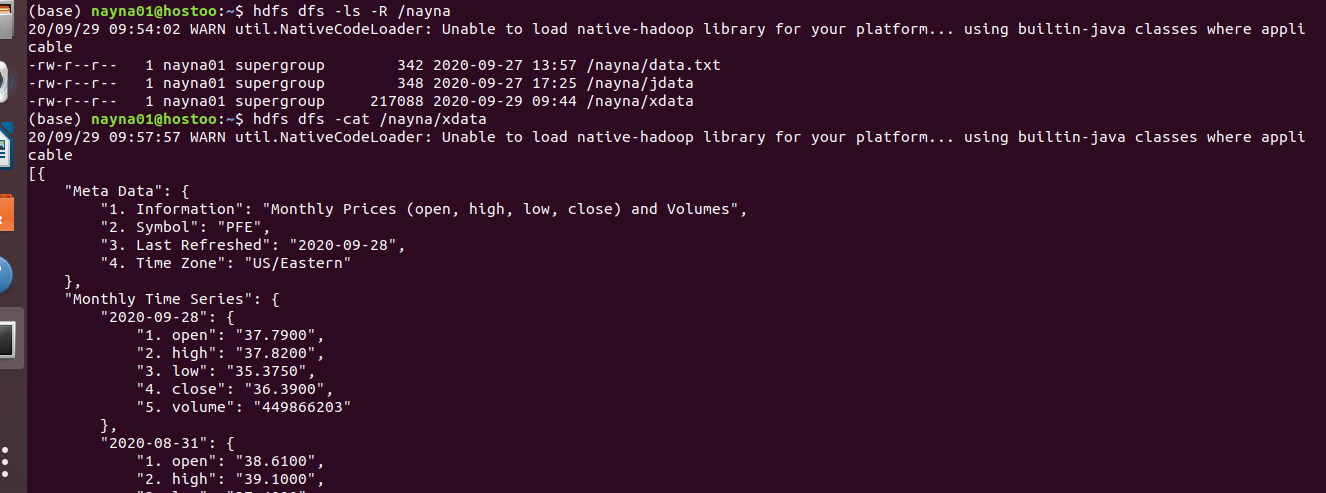 (base) nayna01@hostoo:~$ hdfs dfs -ls -R /nayna
20/09/29 09:54:02 WARN util.NativeCodeLoader: Unable to load native-hadoop library for your platform... using builtin-java classes where appli
cable
-rw-r--r--   1 nayna01 supergroup        342 2020-09-27 13:57 /nayna/data.txt
-rw-r--r--   1 nayna01 supergroup        348 2020-09-27 17:25 /nayna/jdata
-rw-r--r--   1 nayna01 supergroup     217088 2020-09-29 09:44 /nayna/xdata
(base) nayna01@hostoo:~$ hdfs dfs -cat /nayna/xdata
20/09/29 09:57:57 WARN util.NativeCodeLoader: Unable to load native-hadoop library for your platform... using builtin-java classes where appli
cable
[{
    "Meta Data": {
        "1. Information": "Monthly Prices (open, high, low, close) and Volumes",
        "2. Symbol": "PFE",
        "3. Last Refreshed": "2020-09-28",
        "4. Time Zone": "US/Eastern"
    },
    "Monthly Time Series": {
        "2020-09-28": {
            "1. open": "37.7900",
            "2. high": "37.8200",
            "3. low": "35.3750",
            "4. close": "36.3900",
            "5. volume": "449866203"
        },
        "2020-08-31": {
            "1. open": "38.6100",
            "2. high": "39.1000",